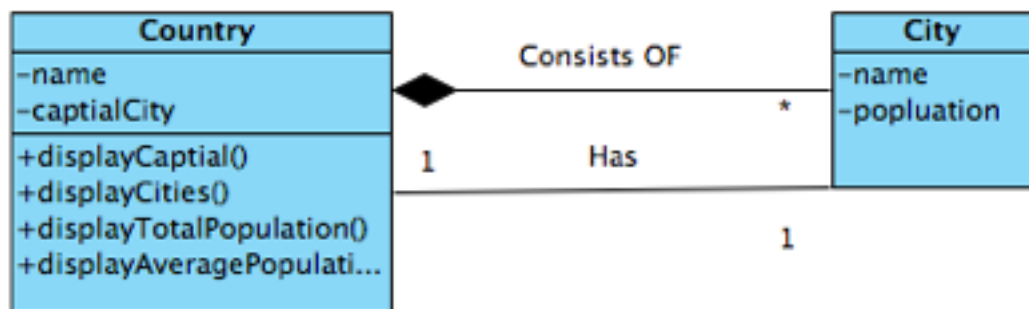 Country
-name
-captialCity
+displayCaptial()
+displayCities()
+displayTotalPopulation()
+displayAveragePopulati...
Consists OF
*
1
Has
1
City
-name
-popluation